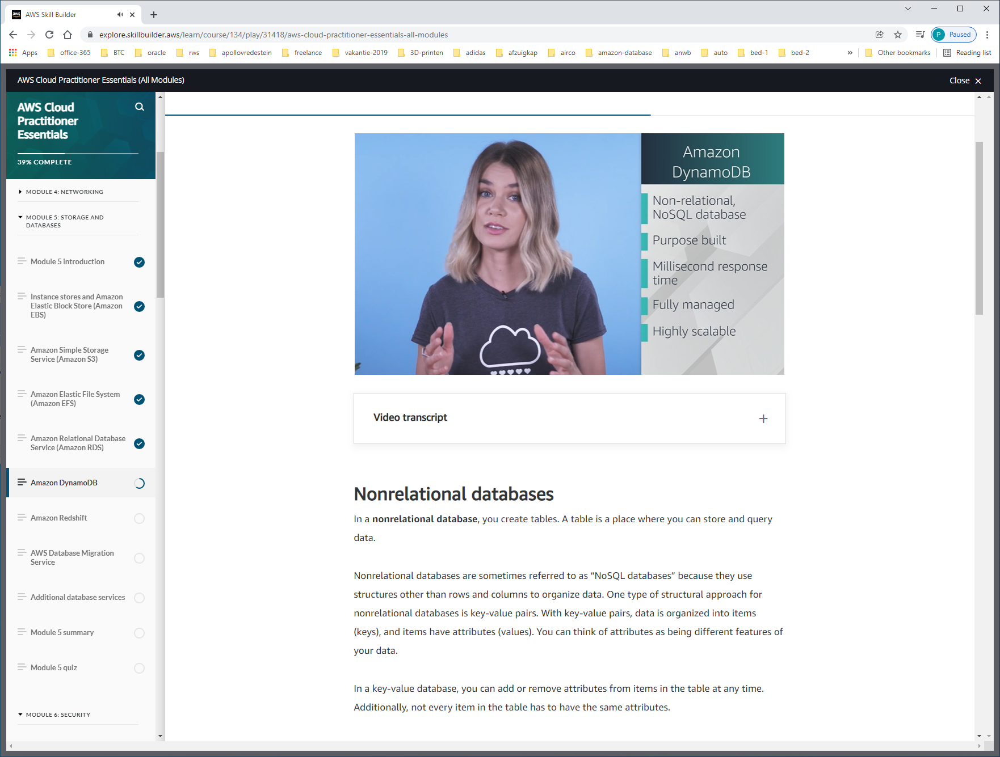 AWS Skill Builder
explore.skillbuilder.aws/learn/course/134/play/31418/aws-cloud-practitioner-essentials-all-modules
P Paused
Apps office-365 BTC oracle rws apollovredestein freelance vakantie-2019 3D-printen adidas afzuigkap airco amazon-database anwb auto bed-1 bed-2 » Other bookmarks Reading list
AWS Cloud Practitioner Essentials (All Modules)
Close
AWS Cloud
Practitioner
Essentials
39% COMPLETE
MODULE 4: NETWORKING
MODULE 5: STORAGE AND
DATABASES
Module 5 introduction
Instance stores and Amazon
Elastic Block Store (Amazon
EBS)
Amazon Simple Storage
Service (Amazon S3)
Amazon Elastic File System
(Amazon EFS)
Amazon Relational Database
Service (Amazon RDS)
Amazon DynamoDB
Amazon Redshift
AWS Database Migration
Service
Additional database services
Module 5 summary
Module 5 quiz
MODULE 6: SECURITY
Amazon
DynamoDB
Non-relational,
NoSQL database
Purpose built
Millisecond response
time
Fully managed
Highly scalable
Video transcript
Nonrelational databases
In a nonrelational database, you create tables. A table is a place where you can store and query
data.
Nonrelational databases are sometimes referred to as “NoSQL databases” because they use
structures other than rows and columns to organize data. One type of structural approach for
nonrelational databases is key-value pairs. With key-value pairs, data is organized into items
(keys), and items have attributes (values). You can think of attributes as being different features of
your data.
In a key-value database, you can add or remove attributes from items in the table at any time.
Additionally, not every item in the table has to have the same attributes.